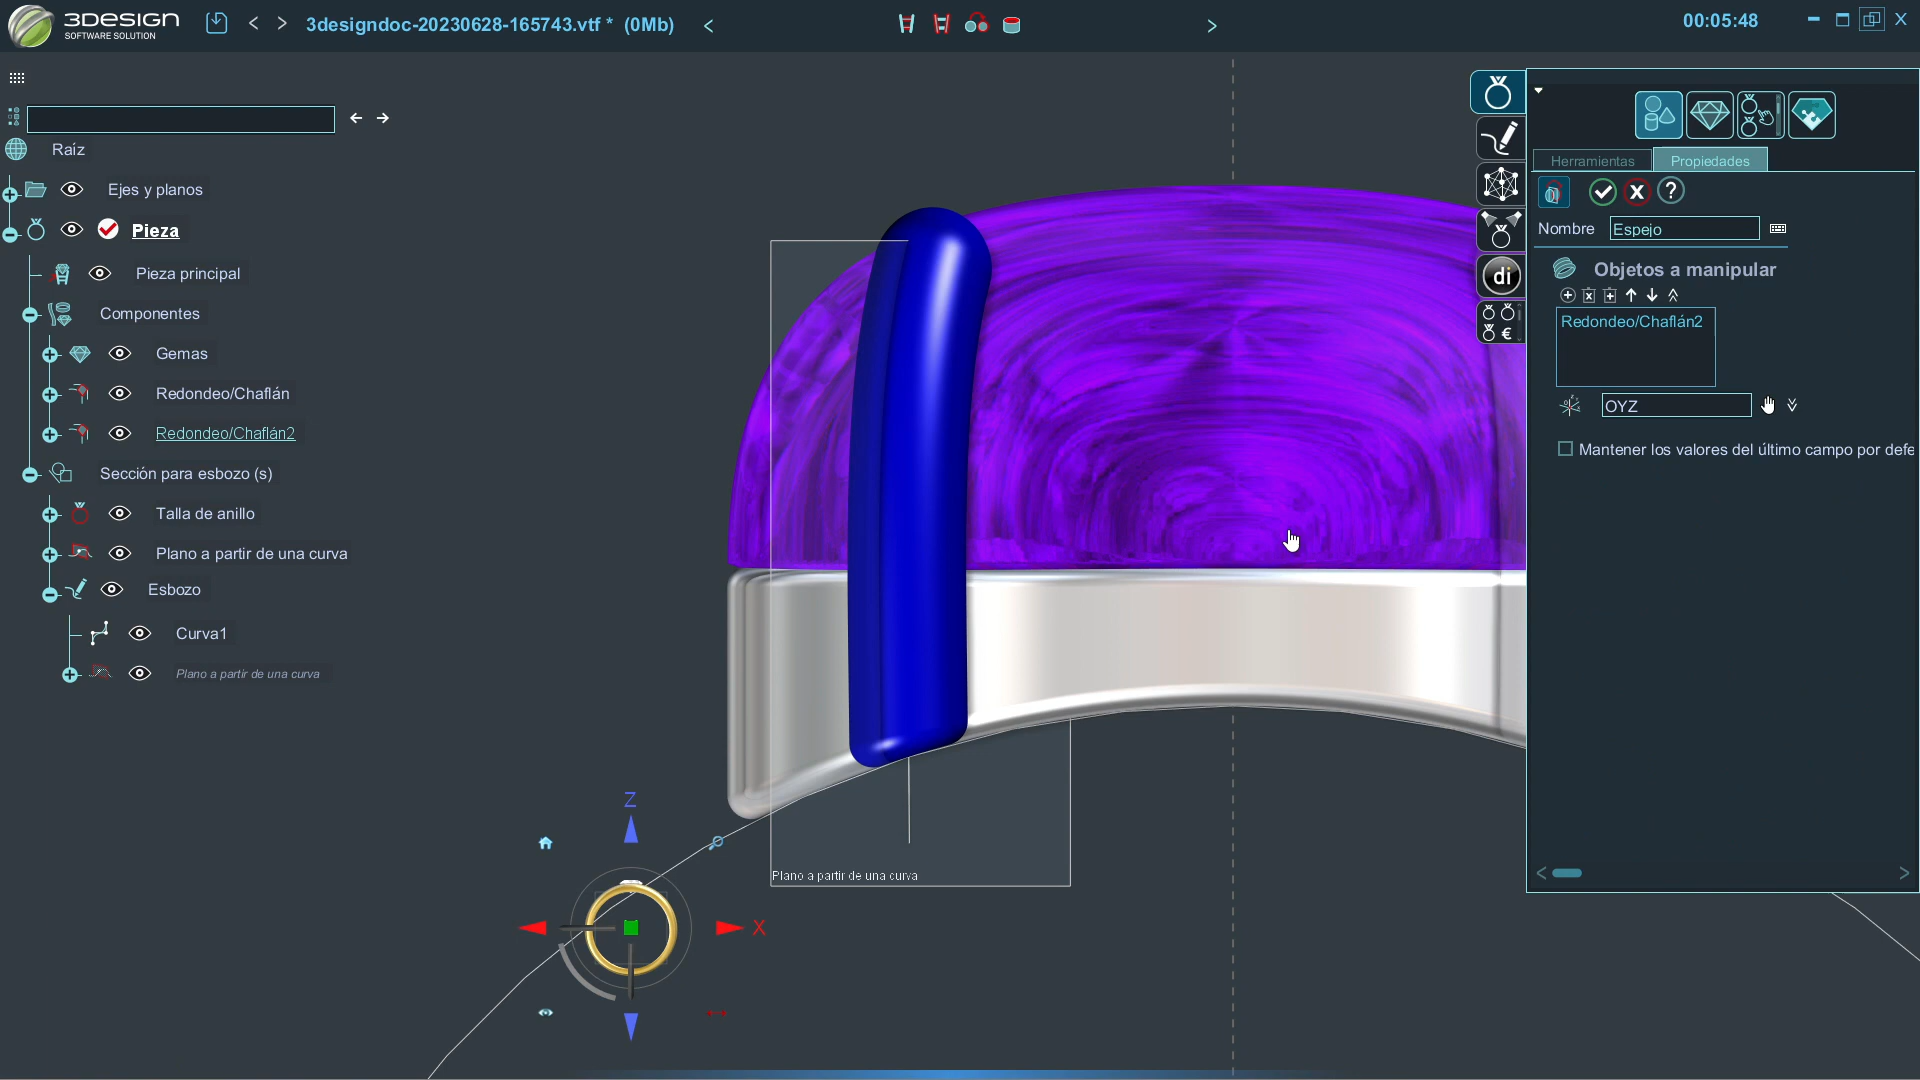 3DESIGN
SOFTWARE SOLUTION
3designdoc-20230628-165743.vtf * (0Mb)
00:05:48
X
Raíz
Ejes y planos
Pieza
Pieza principal
Componentes
Gemas
Redondeo/Chaflán
Redondeo/Chaflán2
Sección para esbozo (s)
Talla de anillo
Plano a partir de una curva
Esbozo
Curva1
Plano a partir de una curva
Plano a partir de una curva
Z
X
di
€
Herramientas
Propiedades
Nombre
Espejo
Objetos a manipular
Redondeo/Chaflán2
OYZ
Mantener los valores del último campo por defe